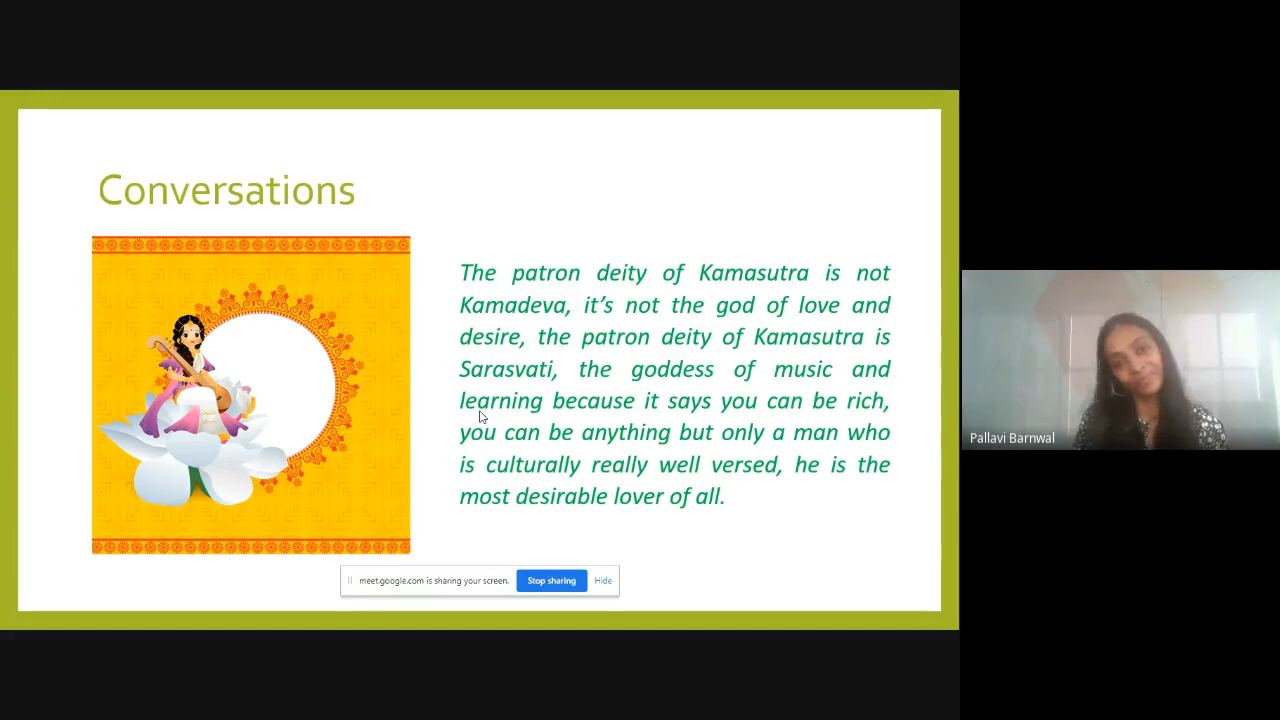 Conversations
The patron deity of Kamasutra is not
Kamadeva, it's not the god of love and
desire, the patron deity of Kamasutra is
Sarasvati, the goddess of music and
learning because it says you can be rich,
you can be anything but only a man who
is culturally really well versed, he is the
most desirable lover of all.
meet.google.com is sharing your screen. Stop sharing Hide
Pallavi Barnwal